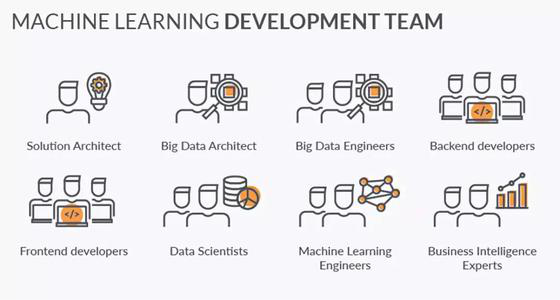 MACHINE LEARNING DEVELOPMENT TEAM
Solution Architect
Big Data Architect
Big Data Engineers
</>
Backend developers
</>
Frontend developers
Data Scientists
Machine Learning
Engineers
Business Intelligence
Experts